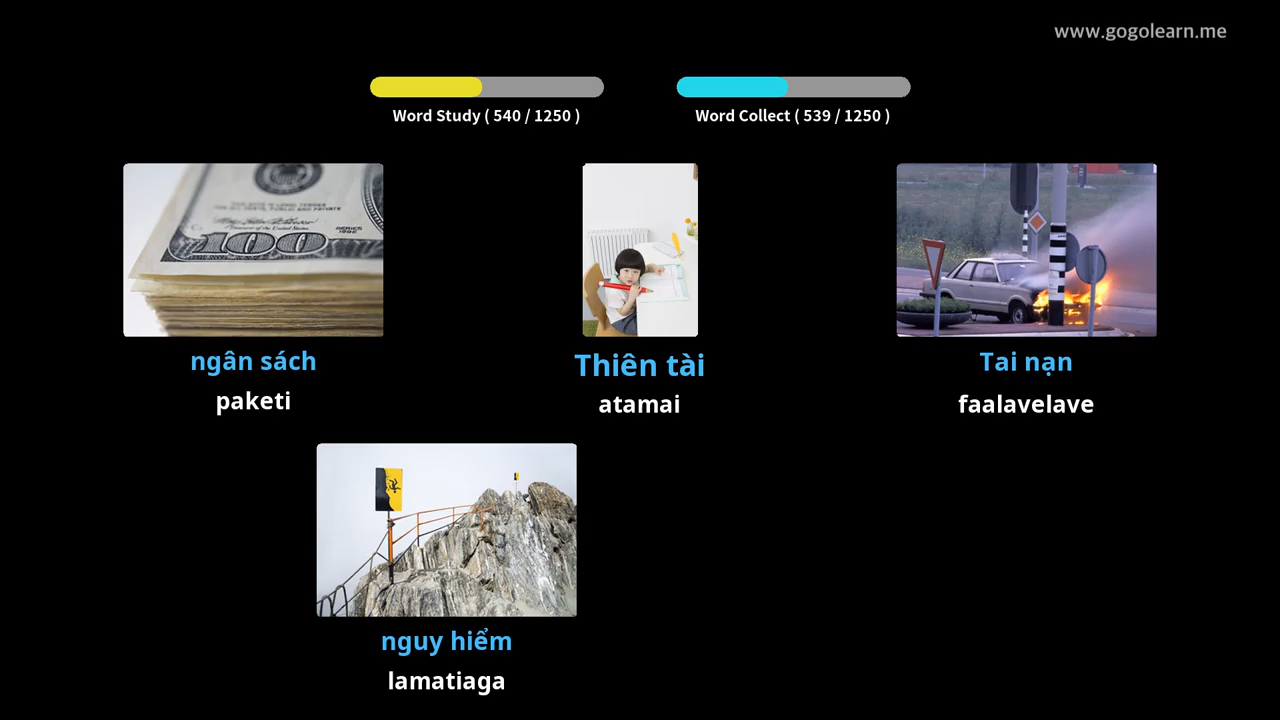 www.gogolearn.me
Word Study ( 540 / 1250 )
Word Collect ( 539 / 1250 )
100
ngân sách
Thiên tài
Tai nạn
paketi
atamai
faalavelave
nguy hiểm
lamatiaga